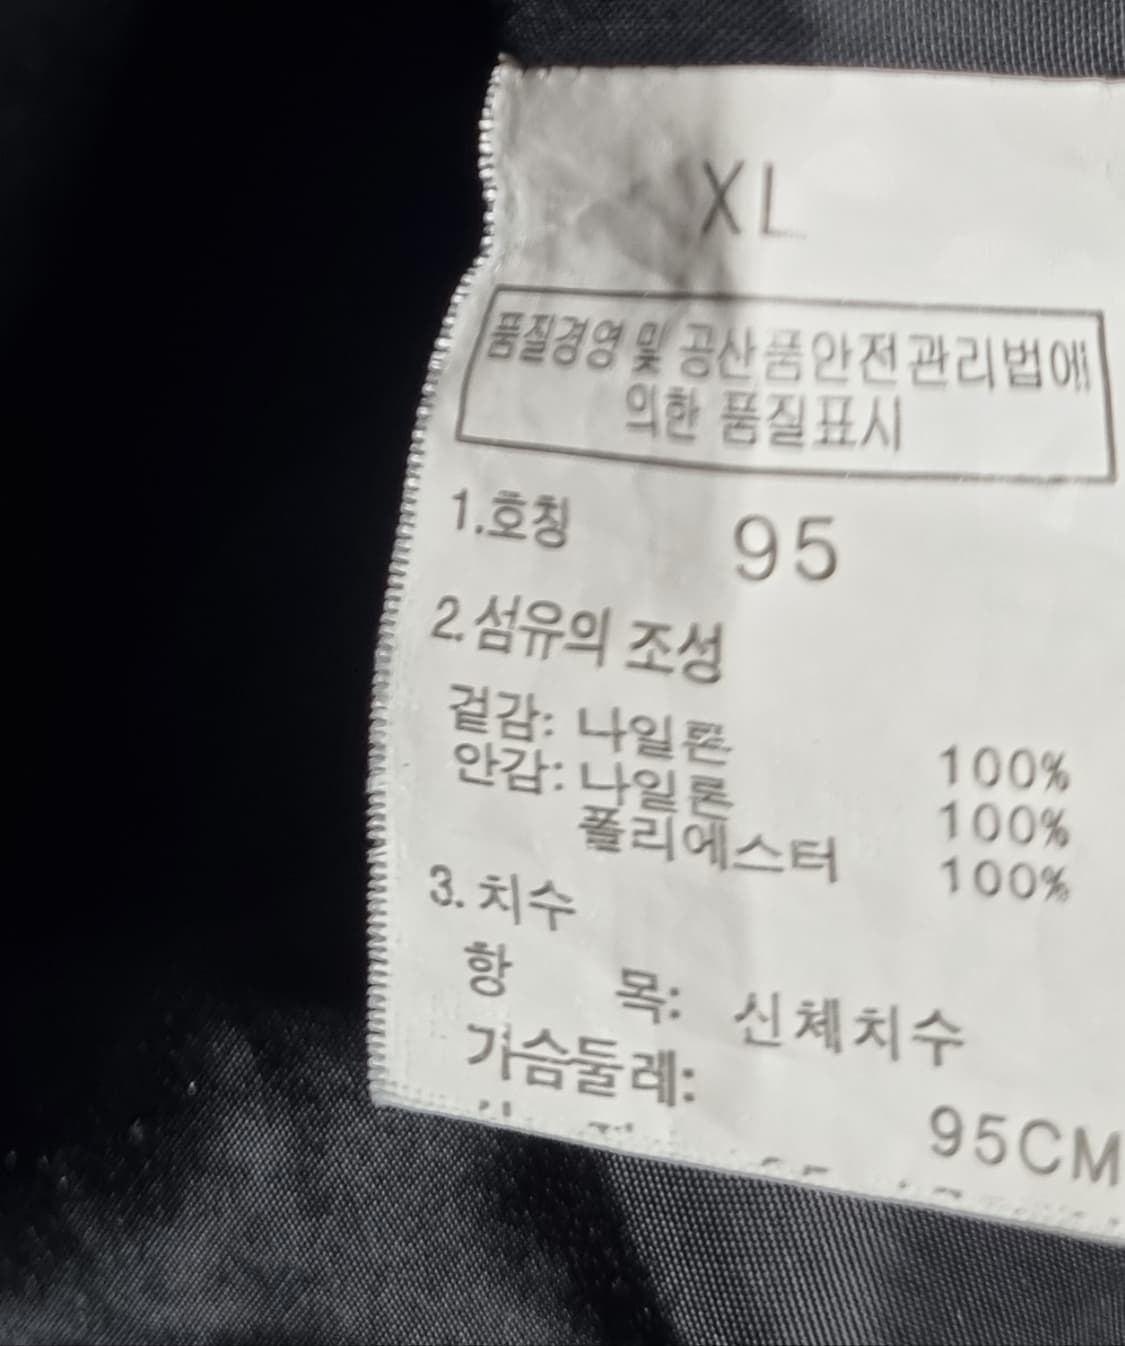 XL
품질경영 및 공산품안전관리법에
의한 품질표시
1.호칭 95
2.섬유의 조성
겉감: 나일론 100%
안감: 나일론 100%
폴리에스터 100%
3.치수
항 목: 신체치수
가슴둘레: 95CM